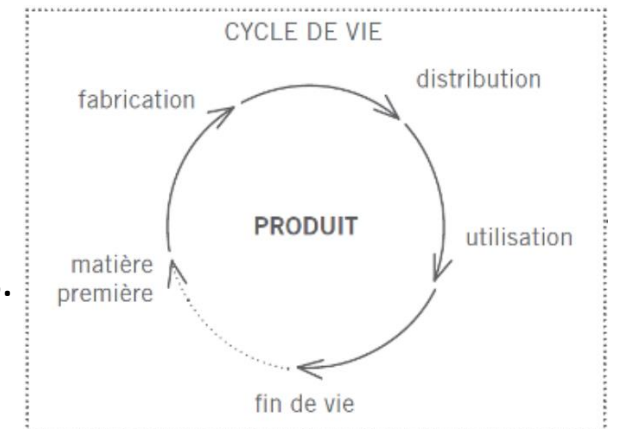 CYCLE DE VIE
distribution
fabrication
PRODUIT
utilisation
matière
première
fin de vie